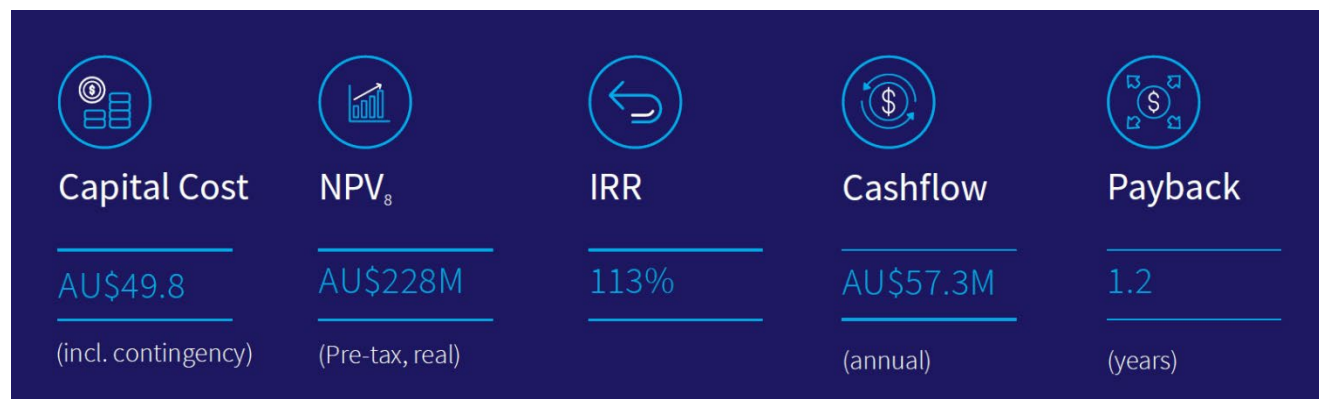 Capital Cost
AU$49.8
(incl. contingency)
NPV₈
AU$228M
(Pre-tax, real)
IRR
113%
Cashflow
AU$57.3M
(annual)
Payback
1.2
(years)